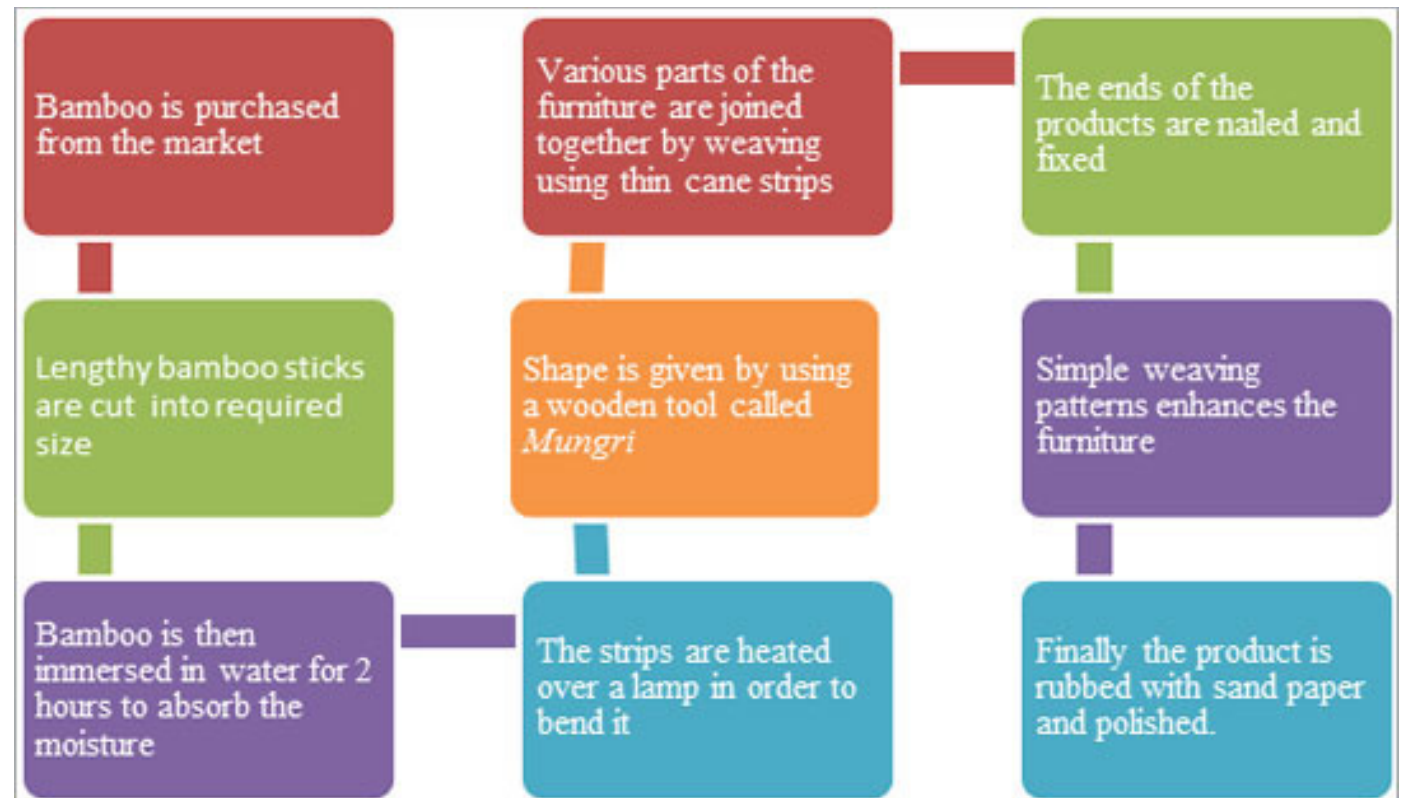 Bamboo is purchased
from the market
Lengthy bamboo sticks
are cut into required
size
Bamboo is then
immersed in water for 2
hours to absorb the
moisture
The strips are heated
over a lamp in order to
bend it
Shape is given by using
a wooden tool called
Mungri
Various parts of the
furniture are joined
together by weaving
using thin cane strips
The ends of the
products are nailed and
fixed
Simple weaving
patterns enhances the
furniture
Finally the product is
rubbed with sand paper
and polished.